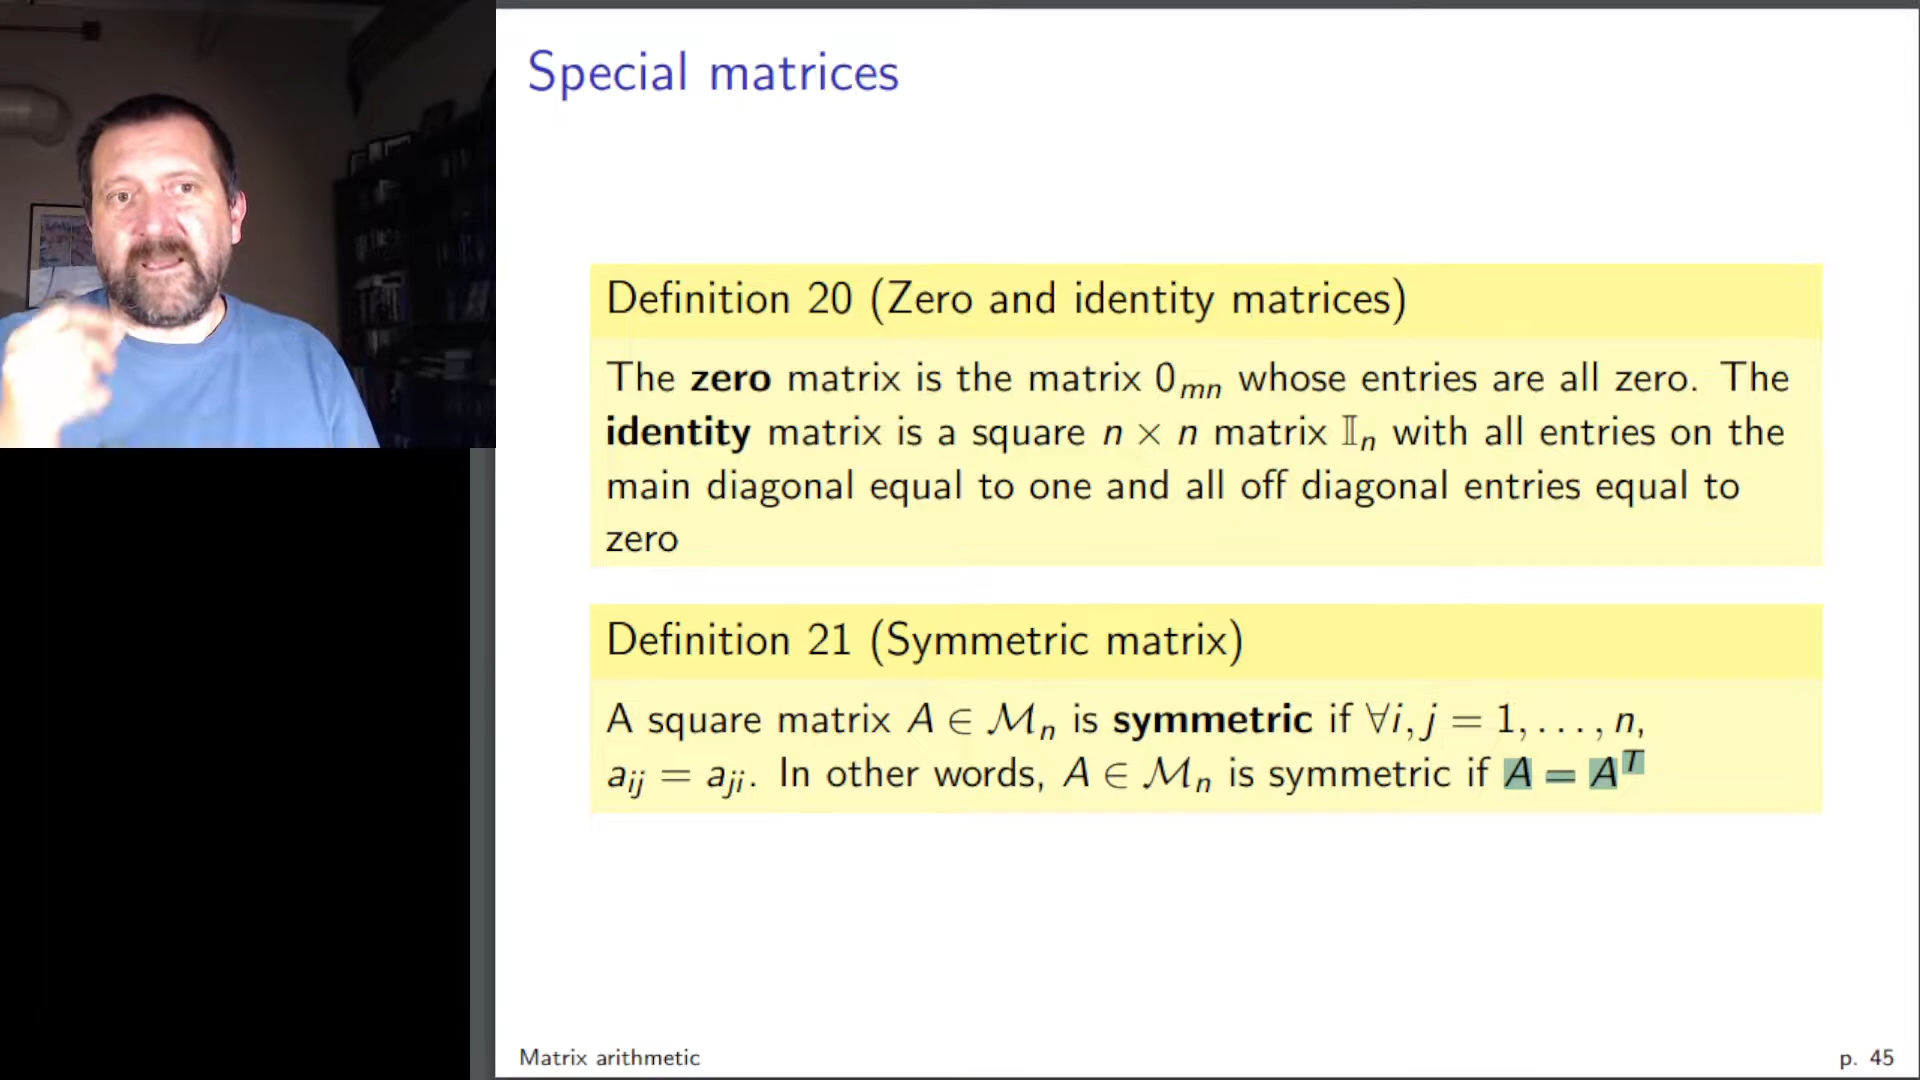 Special matrices
Definition 20 (Zero and identity matrices)
The zero matrix is the matrix 0ₘₙ whose entries are all zero. The
identity matrix is a square n × n matrix 𝕀ₙ with all entries on the
main diagonal equal to one and all off diagonal entries equal to
zero
Definition 21 (Symmetric matrix)
A square matrix A ∈ ℳₙ is symmetric if ∀i, j = 1, . . . , n,
aᵢⱼ = aⱼᵢ. In other words, A ∈ ℳₙ is symmetric if A = Aᵀ
Matrix arithmetic
p. 45